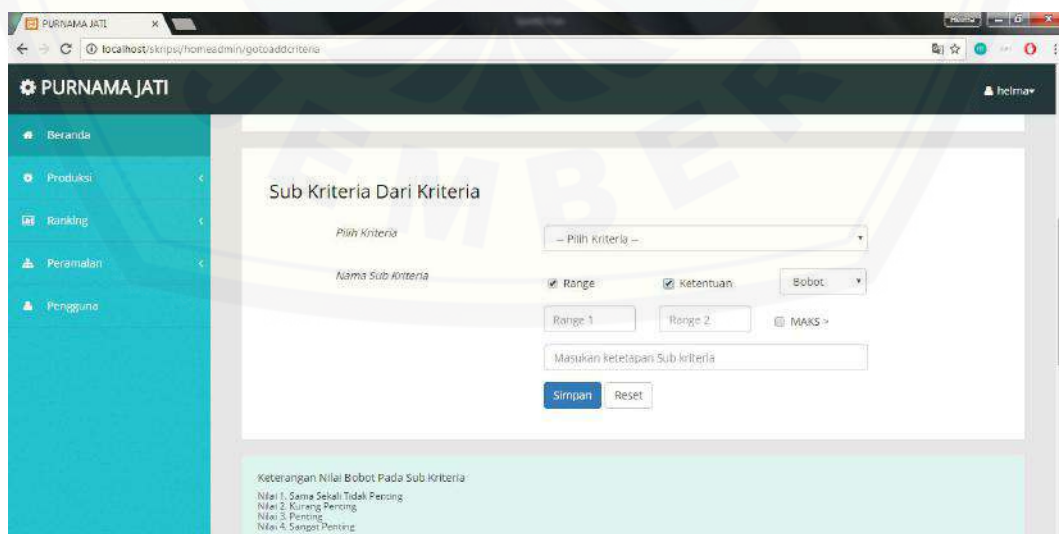 PURNAMA JATI
localhost/skripsi/homeadmin/gotoaddcriteria
PURNAMA JATI
helma
Beranda
Produksi
Ranking
Peramalan
Pengguna
JEMBER
Sub Kriteria Dari Kriteria
Pilih Kriteria
-- Pilih Kriteria --
Nama Sub Kriteria
Range Ketentuan Bobot
Range 1 Range 2 MAKS >
Masukan ketetapan Sub kriteria
Simpan Reset
Keterangan Nilai Bobot Pada Sub Kriteria
Nilai 1. Sama Sekali Tidak Penting
Nilai 2. Kurang Penting
Nilai 3. Penting
Nilai 4. Sangat Penting